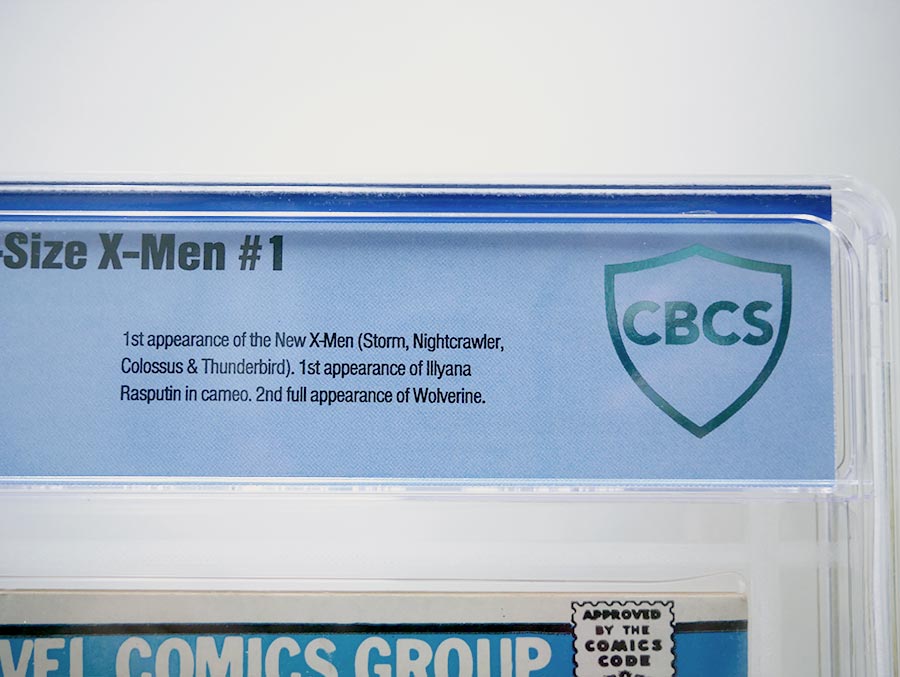 -Size X-Men #1
1st appearance of the New X-Men (Storm, Nightcrawler,
Colossus & Thunderbird). 1st appearance of Illyana
Rasputin in cameo. 2nd full appearance of Wolverine.
CBCS
VEL COMICS GROUP
APPROVED
BY THE
COMICS
CODE